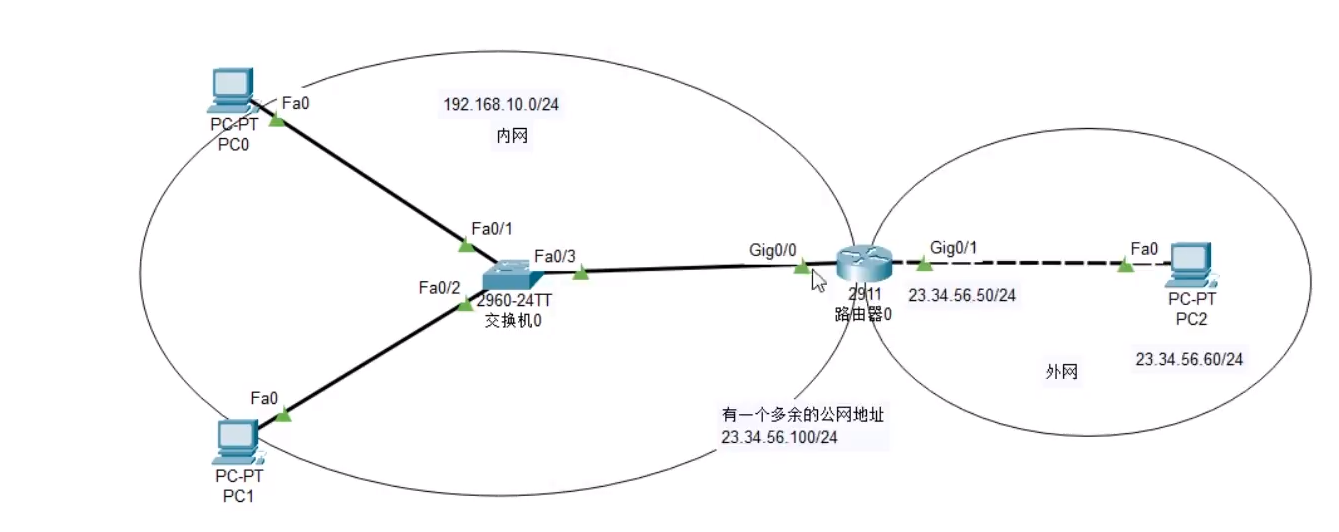 Fa0
PC-PT
PC0
192.168.10.0/24
内网
Fa0/1
Fa0/3
Fa0/2
2960-24TT
交换机0
Gig0/0
2911
路由器0
Gig0/1
23.34.56.50/24
Fa0
PC-PT
PC2
23.34.56.60/24
外网
Fa0
PC-PT
PC1
有一个多余的公网地址
23.34.56.100/24